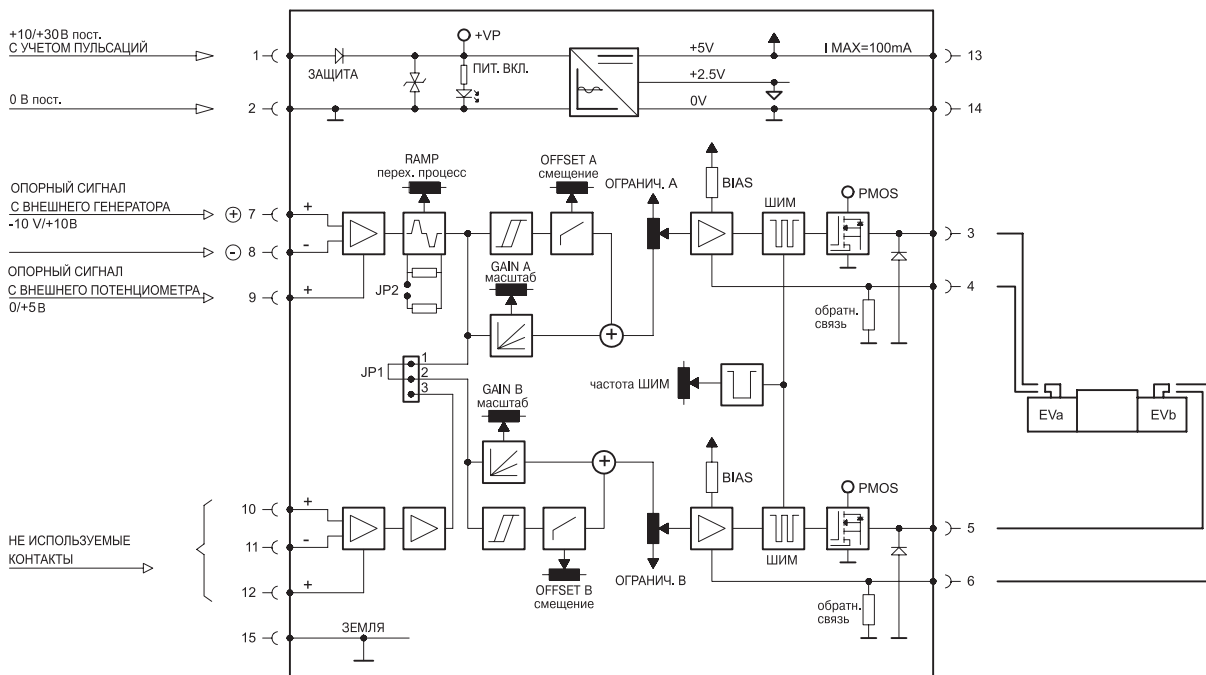 +10/+30В пост.
С УЧЕТОМ ПУЛЬСАЦИЙ
1
ЗАЩИТА
+VP
ПИТ. ВКЛ.
+5V
I MAX=100mA
13
+2.5V
0 В пост.
2
0V
14
RAMP
перех. процесс
OFFSET A
смещение
ОГРАНИЧ. А
BIAS
ШИМ
PMOS
ОПОРНЫЙ СИГНАЛ
С ВНЕШНЕГО ГЕНЕРАТОРА
-10 V/+10В
+ 7 +
- 8 -
3
ОПОРНЫЙ СИГНАЛ
С ВНЕШНЕГО ПОТЕНЦИОМЕТРА
0/+5В
9 +
JP2
GAIN A
масштаб
+
4
обратн.
связь
JP1
1
2
3
частота ШИМ
GAIN B
масштаб
EVa
EVb
+
BIAS
PMOS
10 +
11 -
12 +
НЕ ИСПОЛЬЗУЕМЫЕ
КОНТАКТЫ
5
ШИМ
ОГРАНИЧ. В
6
OFFSET B
смещение
обратн.
связь
15
ЗЕМЛЯ